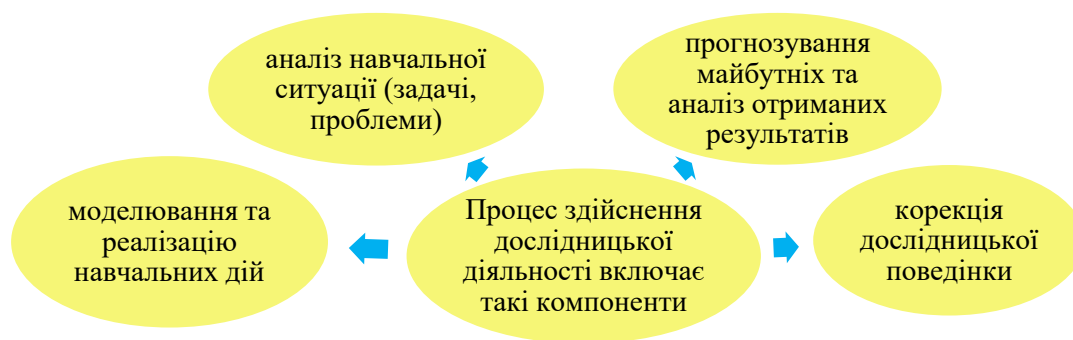 аналіз навчальної
ситуації (задачі,
проблеми)
прогнозування
майбутніх та
аналіз отриманих
результатів
моделювання та
реалізацію
навчальних дій
Процес здійснення
дослідницької
діяльності включає
такі компоненти
корекція
дослідницької
поведінки